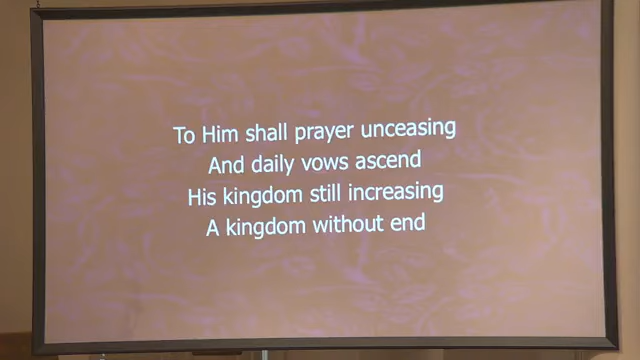 To Him shall prayer unceasing
And daily vows ascend
His kingdom still increasing
A kingdom without end